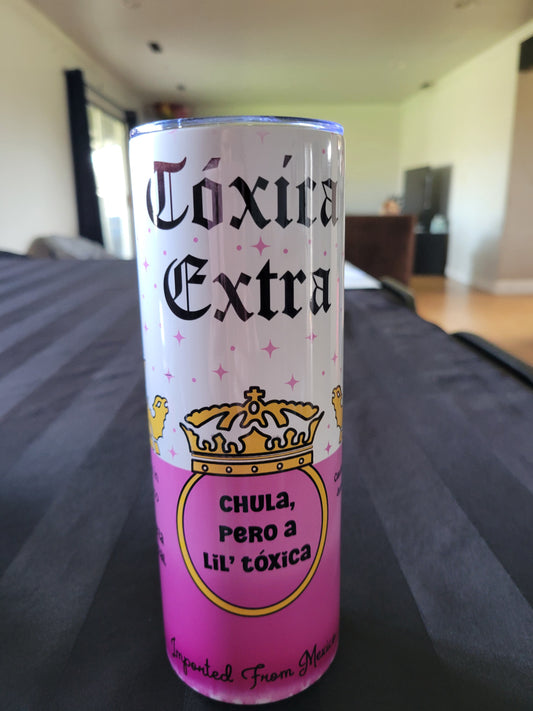 Tóxica
Extra
CHULA,
PERO A
LIL' TÓXICA
Imported From Mexico